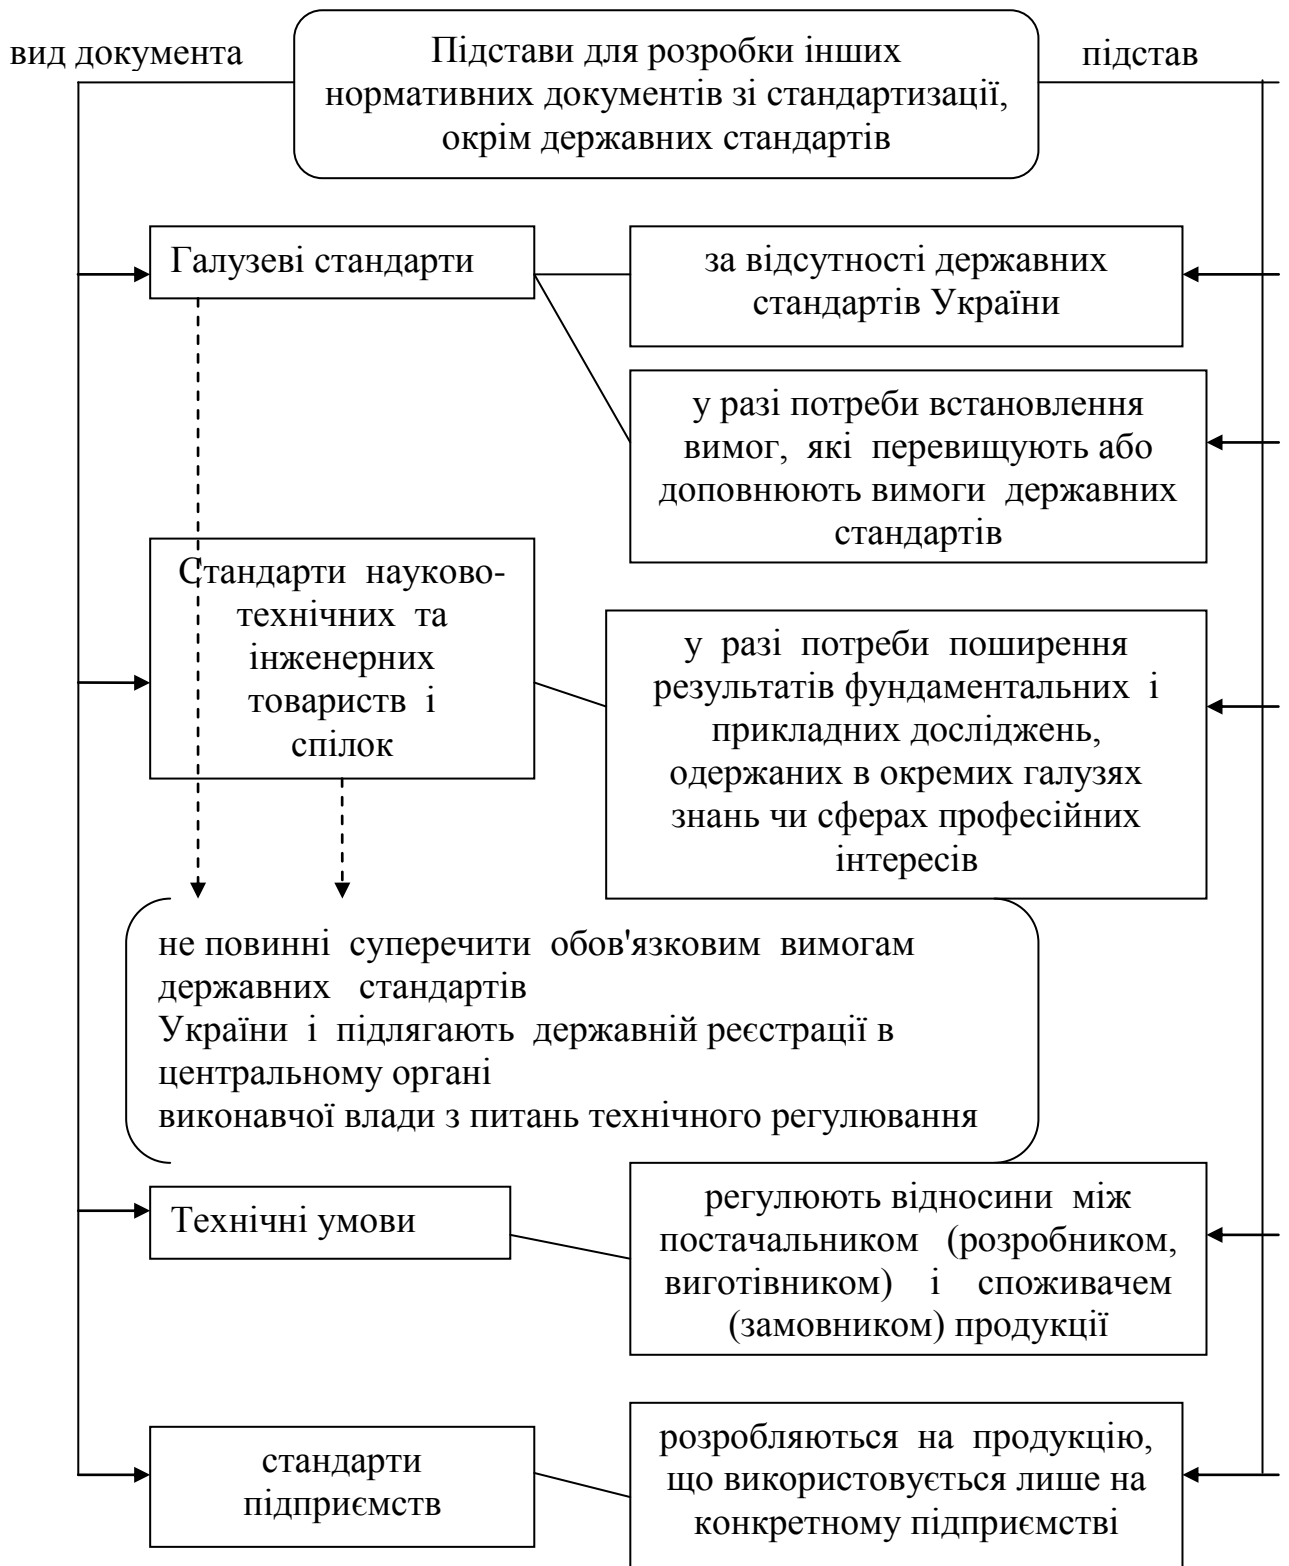 вид документа
Підстави для розробки інших
нормативних документів зі стандартизації,
окрім державних стандартів
підстав
Галузеві стандарти
за відсутності державних
стандартів України
у разі потреби встановлення
вимог, які перевищують або
доповнюють вимоги державних
стандартів
Стандарти науково-
технічних та
інженерних
товариств і
спілок
у разі потреби поширення
результатів фундаментальних і
прикладних досліджень,
одержаних в окремих галузях
знань чи сферах професійних
інтересів
не повинні суперечити обов'язковим вимогам
державних стандартів
України і підлягають державній реєстрації в
центральному органі
виконавчої влади з питань технічного регулювання
Технічні умови
регулюють відносини між
постачальником (розробником,
виготівником) і споживачем
(замовником) продукції
стандарти
підприємств
розробляються на продукцію,
що використовується лише на
конкретному підприємстві